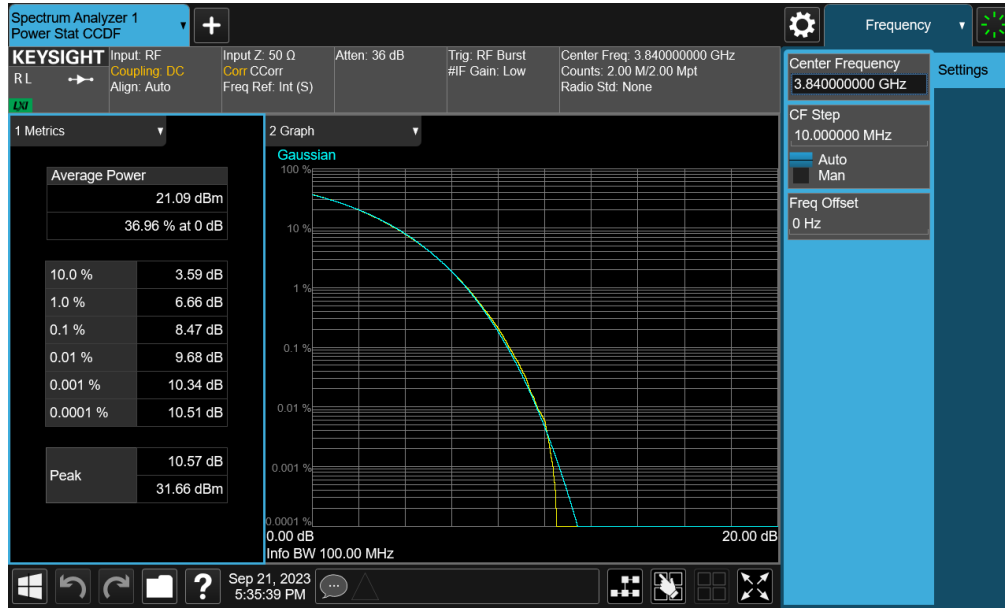 Spectrum Analyzer 1
Power Stat CCDF
+
Frequency
KEYSIGHT
R L
LXI
Input: RF
Coupling: DC
Align: Auto
Input Z: 50 Ω
Corr CCorr
Freq Ref: Int (S)
Atten: 36 dB
Trig: RF Burst
#IF Gain: Low
Center Freq: 3.840000000 GHz
Counts: 2.00 M/2.00 Mpt
Radio Std: None
Center Frequency
3.840000000 GHz
Settings
CF Step
10.000000 MHz
Auto
Man
Freq Offset
0 Hz
1 Metrics
Average Power
21.09 dBm
36.96 % at 0 dB
10.0 % 3.59 dB
1.0 % 6.66 dB
0.1 % 8.47 dB
0.01 % 9.68 dB
0.001 % 10.34 dB
0.0001 % 10.51 dB
Peak
10.57 dB
31.66 dBm
2 Graph
Gaussian
100 %
10 %
1 %
0.1 %
0.01 %
0.001 %
0.0001 %
0.00 dB 20.00 dB
Info BW 100.00 MHz
?
Sep 21, 2023
5:35:39 PM